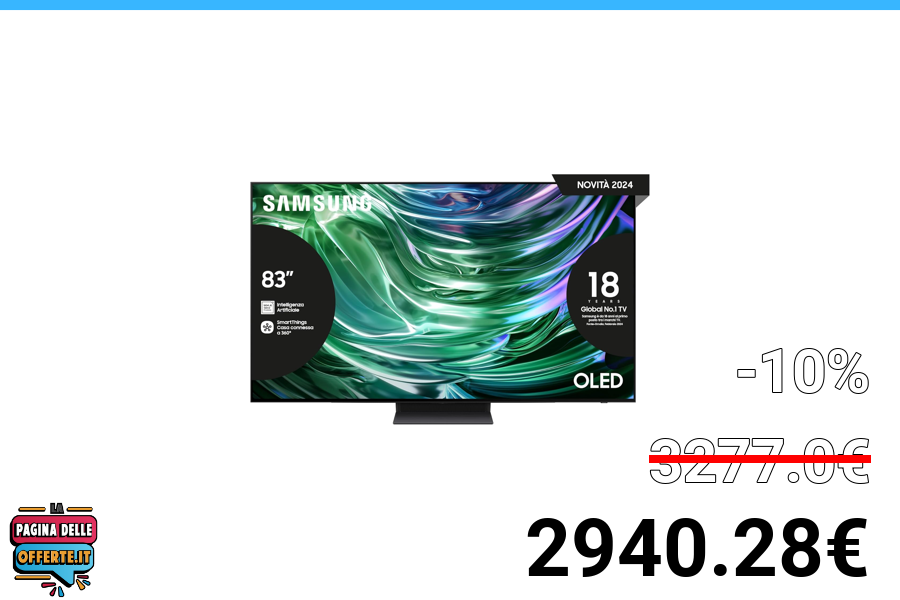 NOVITÀ 2024
SAMSUNG
83”
Intelligenza
Artificiale
SmartThings
Casa connessa
a 360°
18
YEARS
Global No.1 TV
OLED
-10%
3277.0€
2940.28€
LA
PAGINA DELLE
OFFERTE.IT